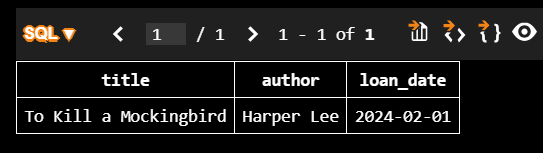 SQL▼ < 1 / 1 > 1 - 1 of 1
title author loan_date
To Kill a Mockingbird Harper Lee 2024-02-01